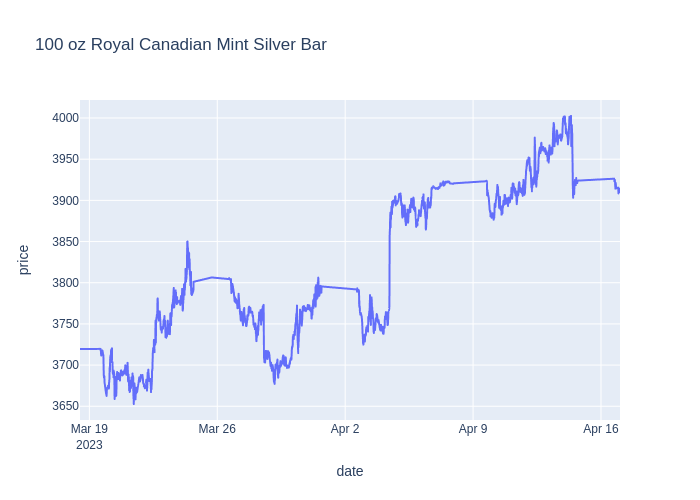 100 oz Royal Canadian Mint Silver Bar
4000
3950
3900
3850
3800
3750
3700
3650
price
Mar 19
2023
Mar 26
Apr 2
Apr 9
Apr 16
date